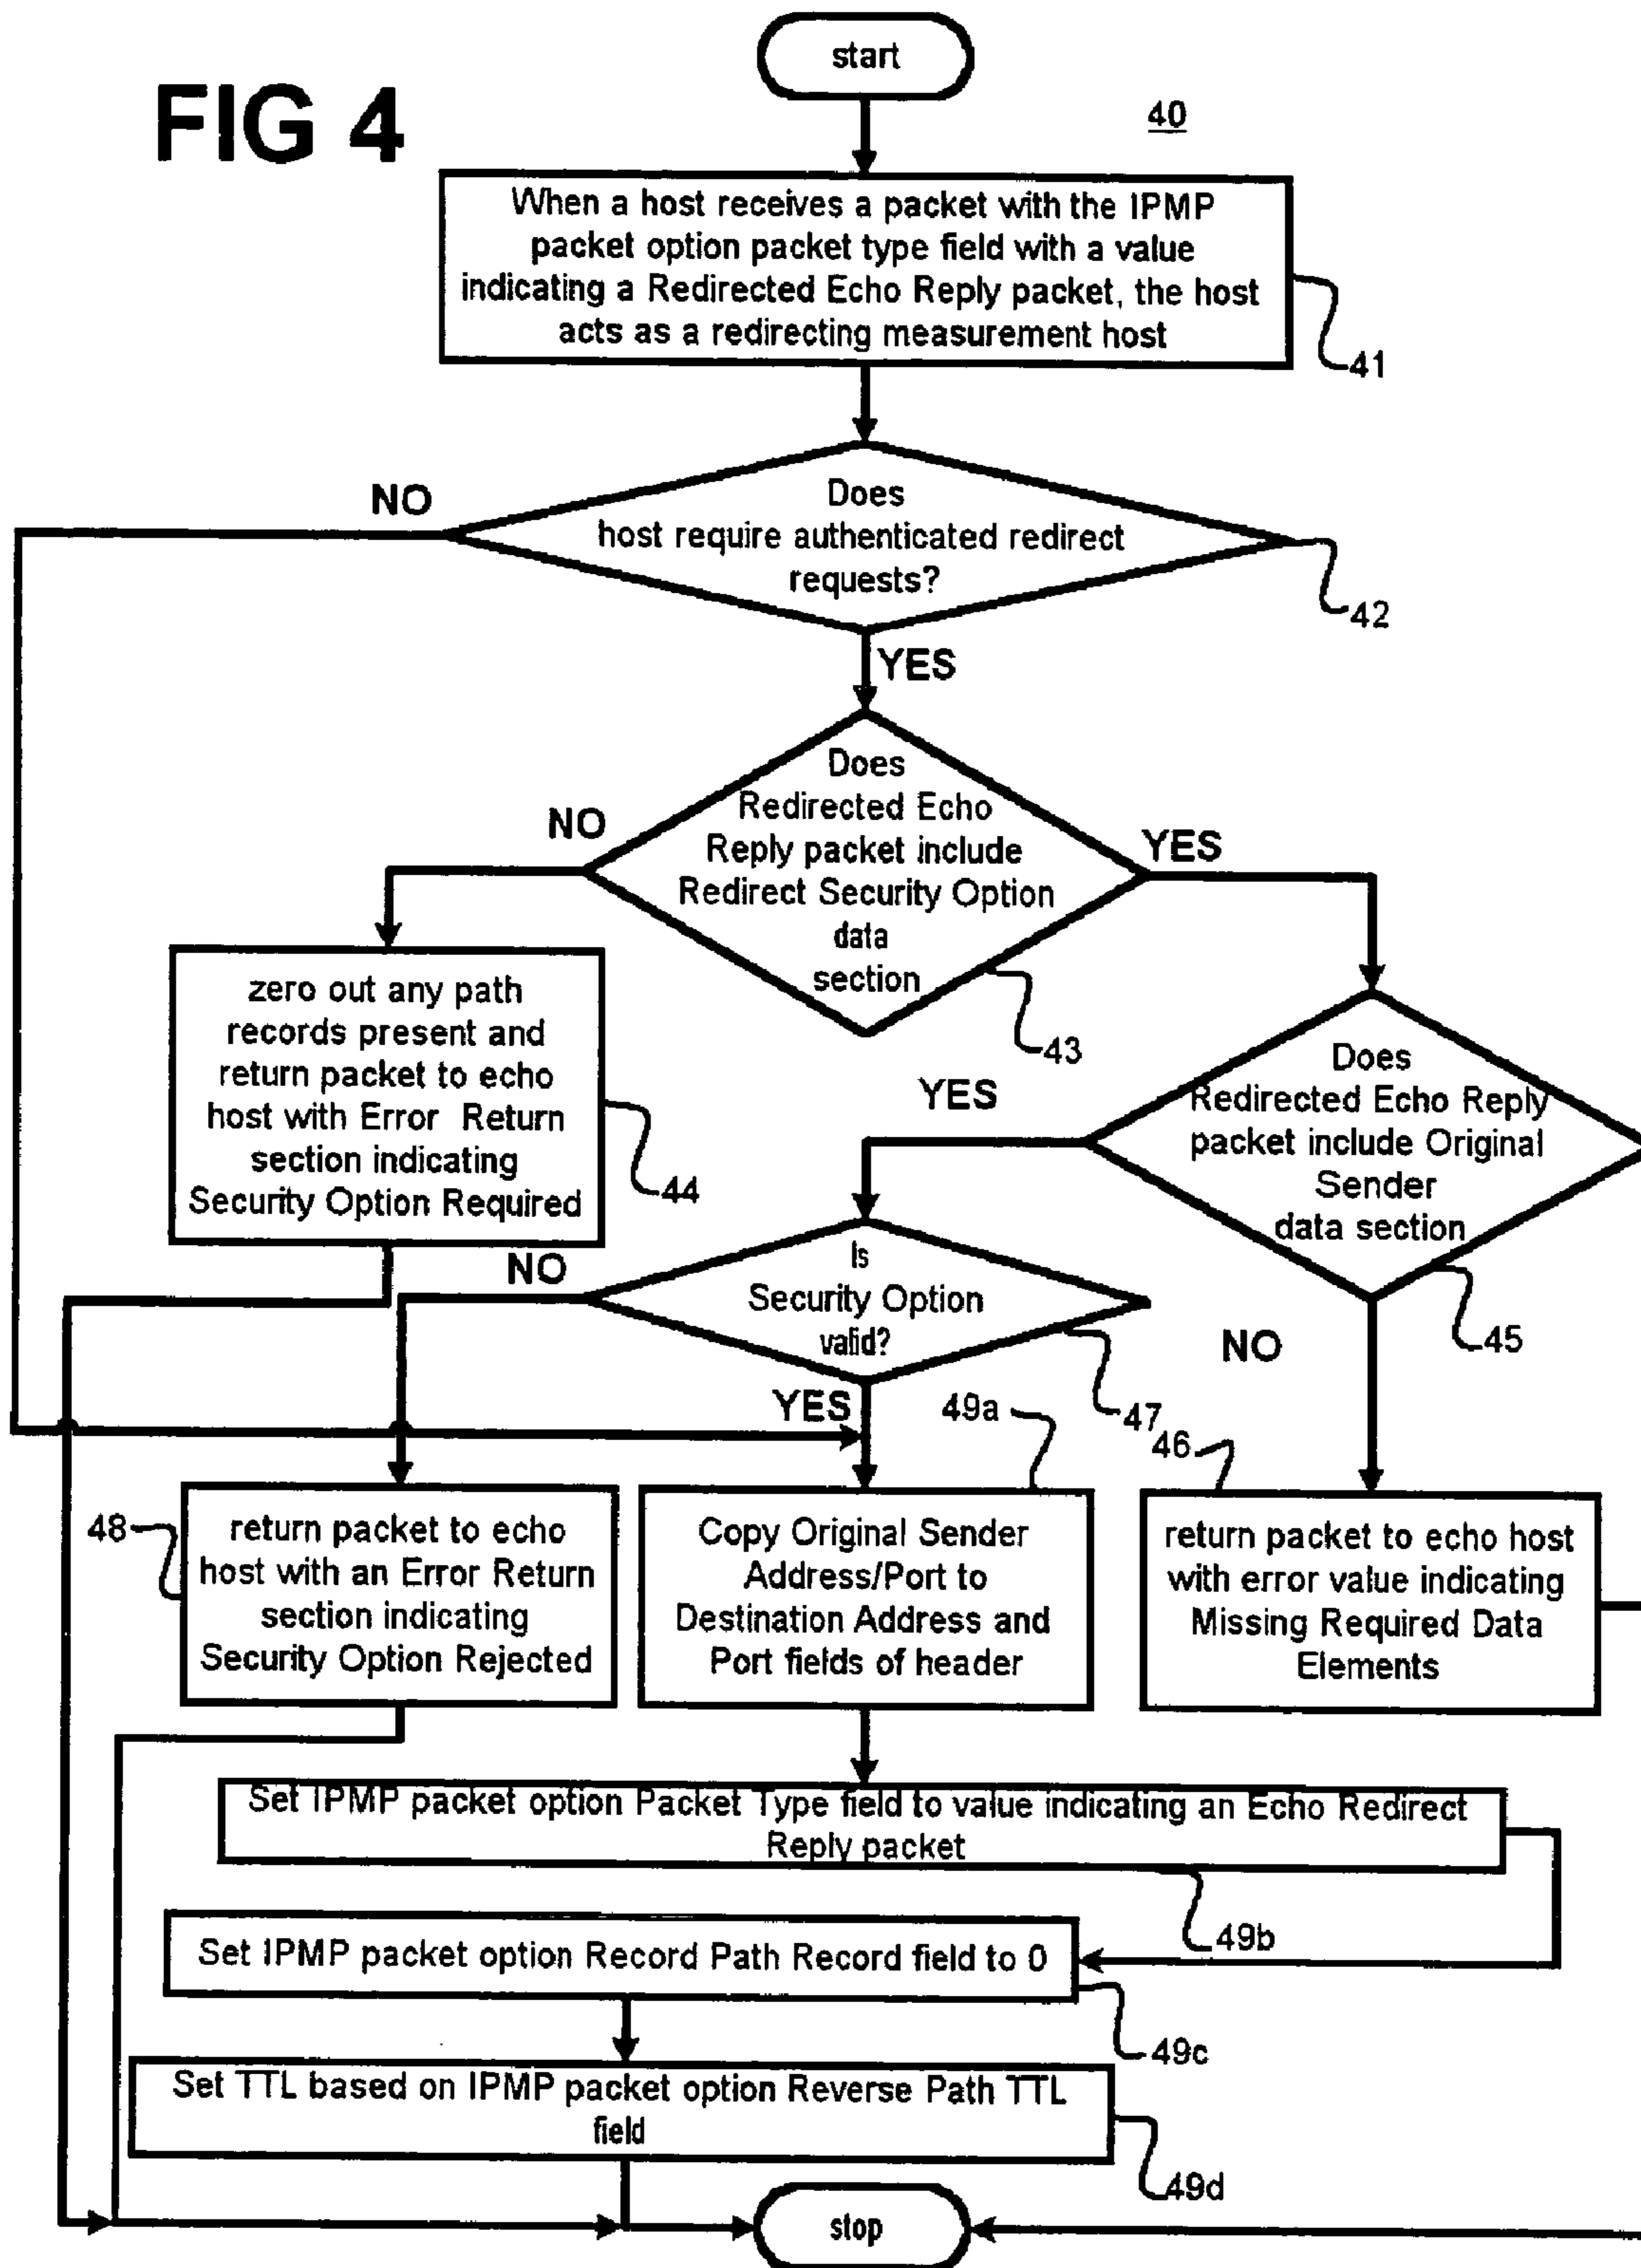 start
FIG 4
40
When a host receives a packet with the IPMP
packet option packet type field with a value
indicating a Redirected Echo Reply packet, the host
acts as a redirecting measurement host
41
NO
Does
host require authenticated redirect
requests?
42
YES
Does
Redirected Echo
Reply packet include
Redirect Security Option
data
section
NO
YES
43
zero out any path
records present and
return packet to echo
host with Error Return
section indicating
Security Option Required
44
YES
Does
Redirected Echo Reply
packet include Original
Sender
data section
45
NO
NO
Is
Security Option
valid?
47
YES
49a
46
48
return packet to echo
host with an Error Return
section indicating
Security Option Rejected
Copy Original Sender
Address/Port to
Destination Address and
Port fields of header
return packet to echo host
with error value indicating
Missing Required Data
Elements
Set IPMP packet option Packet Type field to value indicating an Echo Redirect
Reply packet
49b
Set IPMP packet option Record Path Record field to 0
49c
Set TTL based on IPMP packet option Reverse Path TTL
field
49d
stop